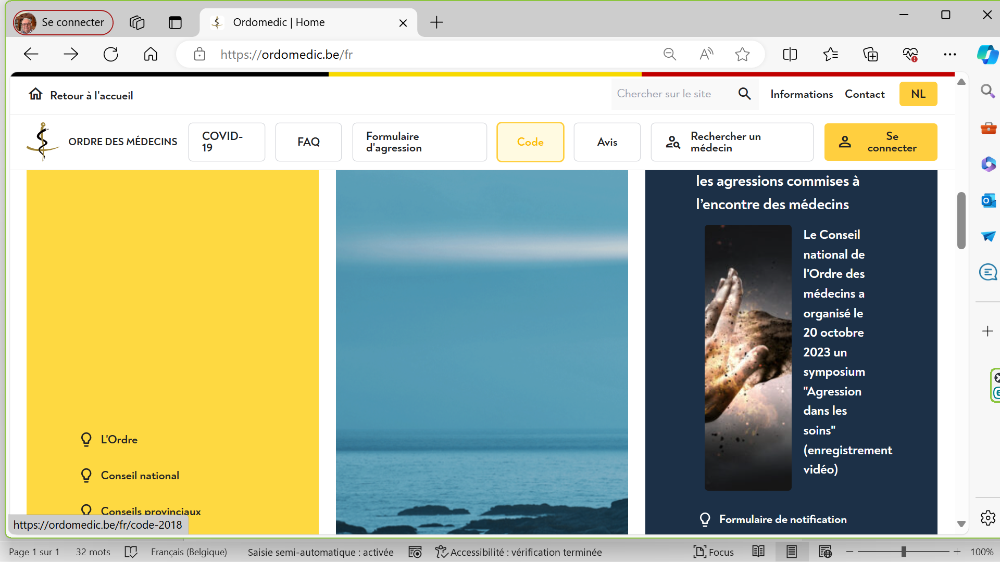 Se connecter
Ordomedic | Home
https://ordomedic.be/fr
Retour à l'accueil
Chercher sur le site
Informations
Contact
NL
ORDRE DES MÉDECINS
COVID-
19
FAQ
Formulaire
d'agression
Code
Avis
Rechercher un
médecin
Se
connecter
L'Ordre
Conseil national
Conseils provinciaux
les agressions commises à
l’encontre des médecins
Le Conseil
national de
l'Ordre des
médecins a
organisé le
20 octobre
2023 un
symposium
"Agression
dans les
soins"
(enregistrement
vidéo)
Formulaire de notification
https://ordomedic.be/fr/code-2018
Page 1 sur 1
32 mots
Français (Belgique)
Saisie semi-automatique : activée
Accessibilité : vérification terminée
Focus
100%